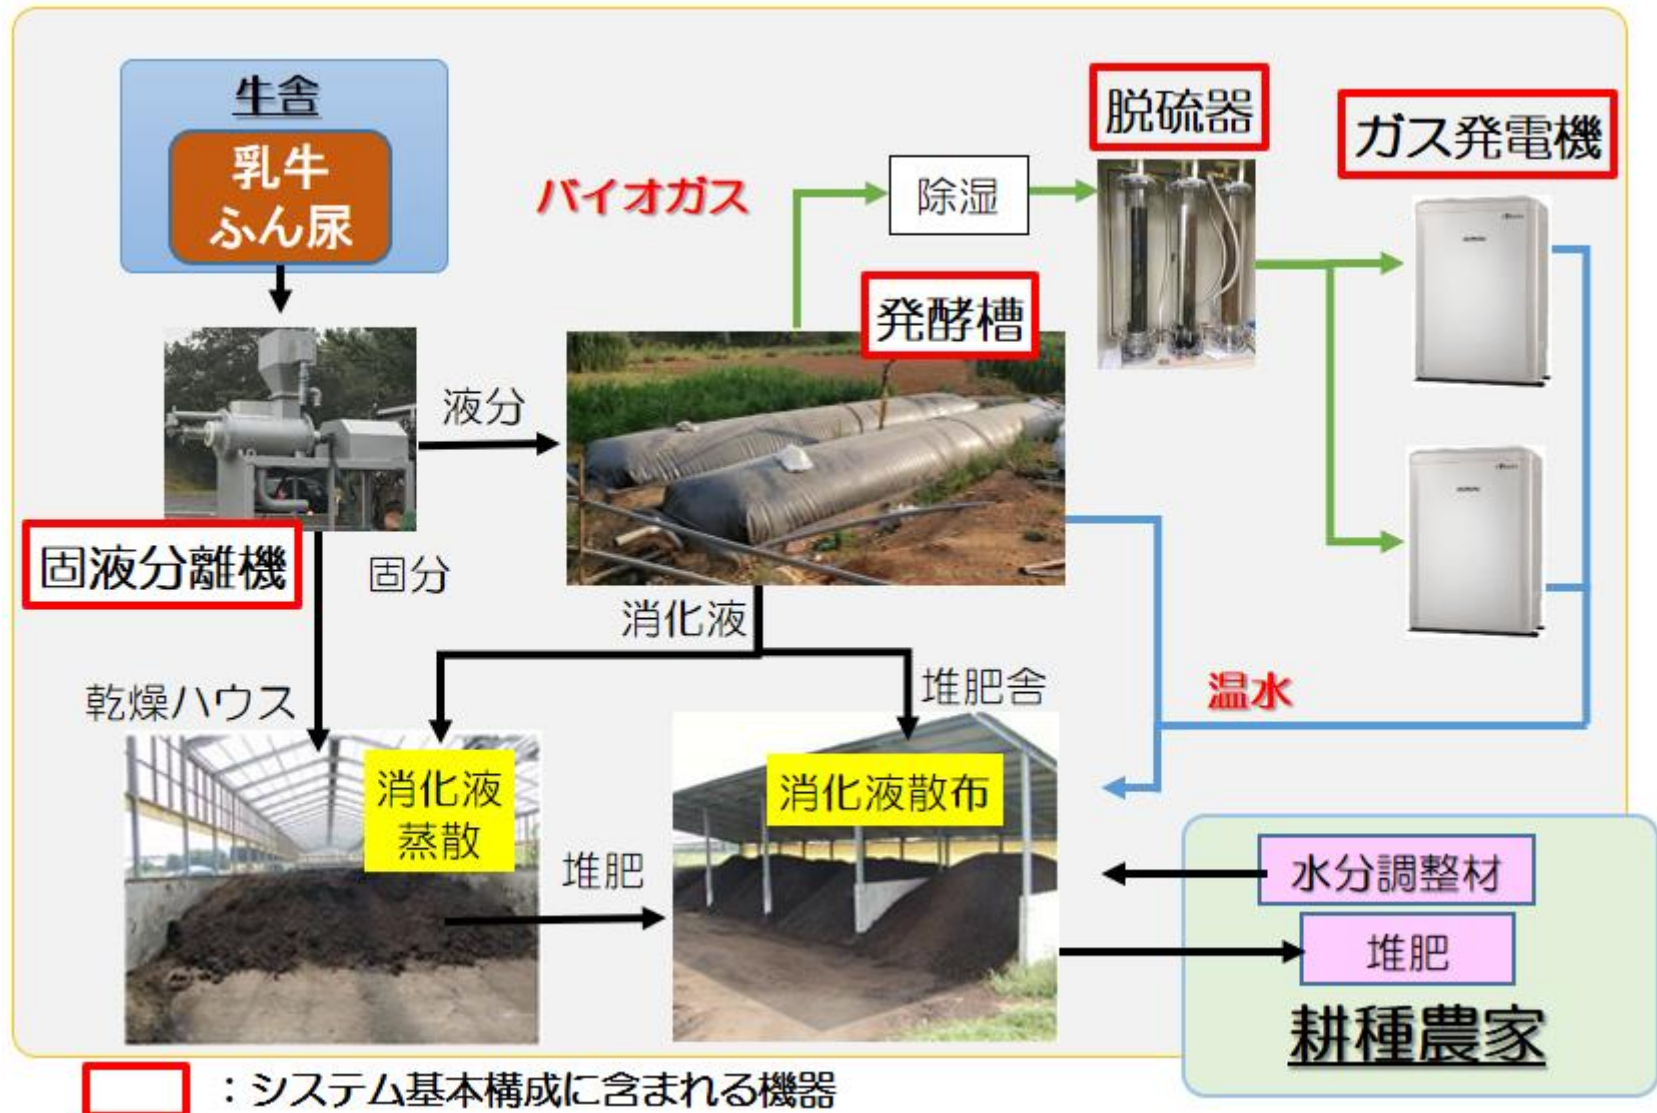 牛舎
乳牛
ふん尿
バイオガス
除湿
脱硫器
ガス発電機
発酵槽
液分
固液分離機
固分
消化液
乾燥ハウス
堆肥舎
温水
消化液
蒸散
消化液散布
堆肥
水分調整材
堆肥
耕種農家
：システム基本構成に含まれる機器